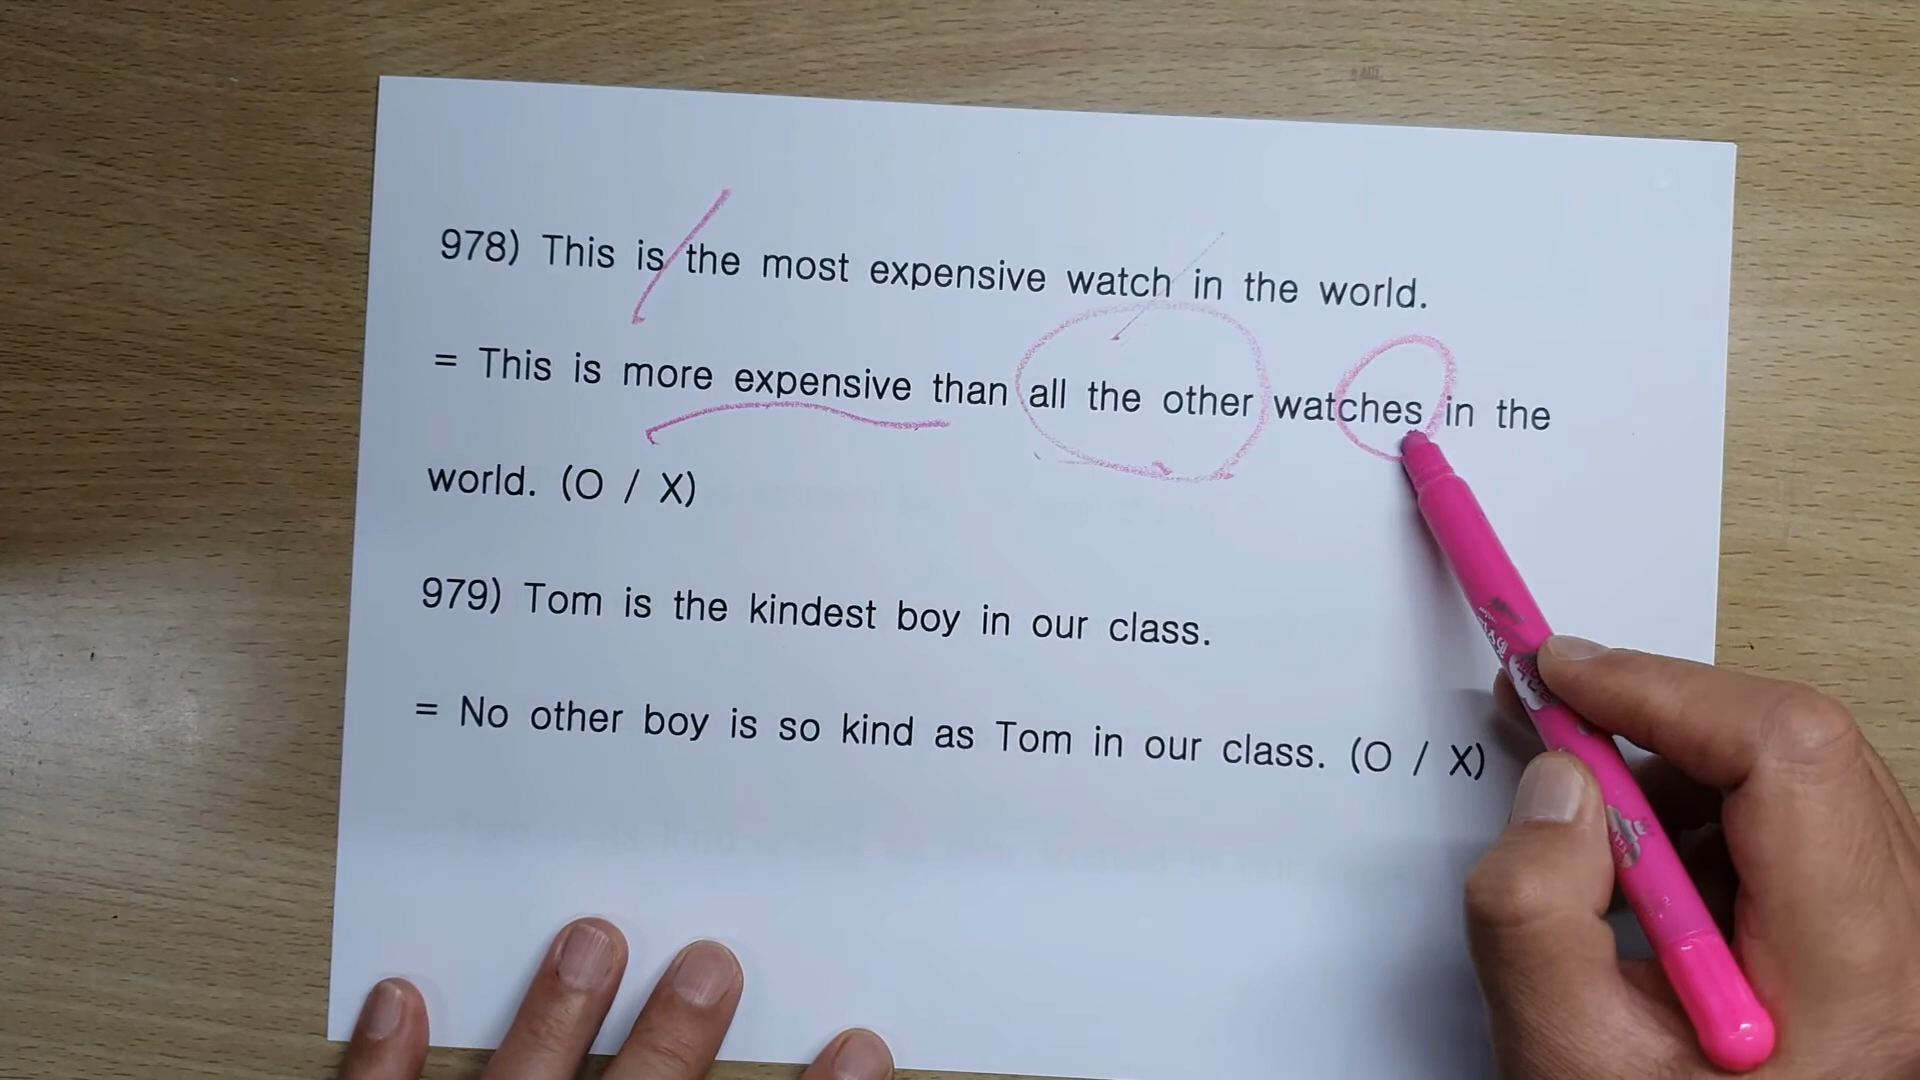 978) This is the most expensive watch in the world.
= This is more expensive than all the other watches in the
world. (O / X)
979) Tom is the kindest boy in our class.
= No other boy is so kind as Tom in our class. (O / X)